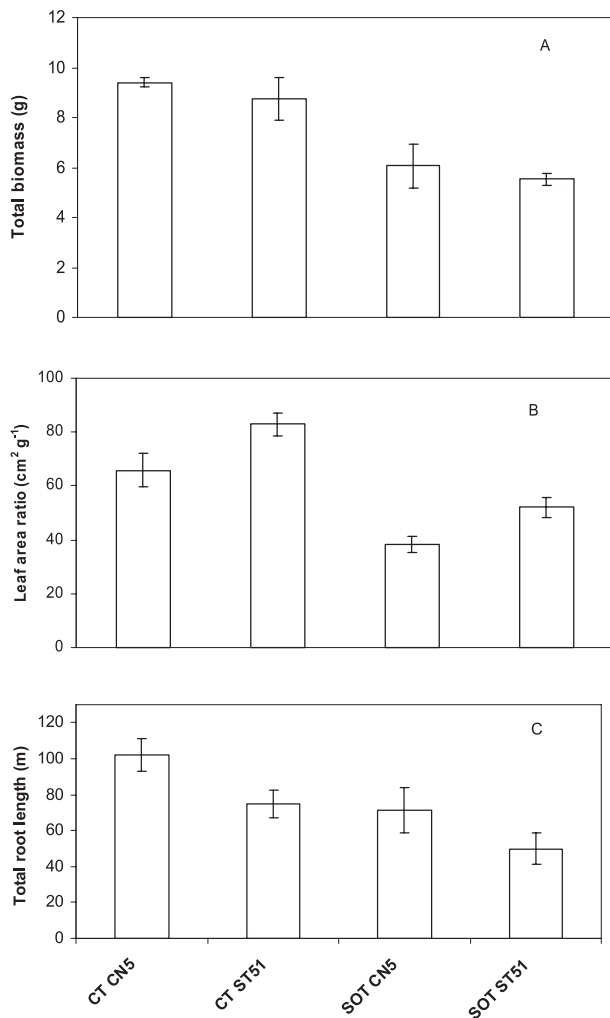 12
10
8
6
4
2
0
Total biomass (g)
A
100
80
60
40
20
0
Leaf area ratio (cm² g⁻¹)
B
120
100
80
60
40
20
0
Total root length (m)
C
CT CN5
CT ST51
SOT CN5
SOT ST51